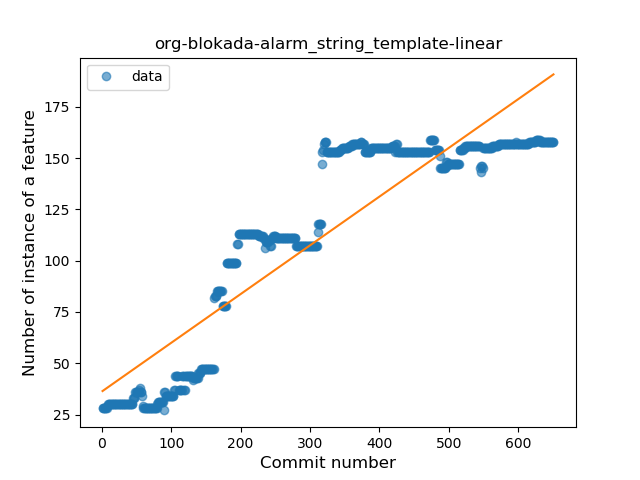 org-blokada-alarm_string_template-linear
data
Number of instance of a feature
175
150
125
100
75
50
25
0 100 200 300 400 500 600
Commit number